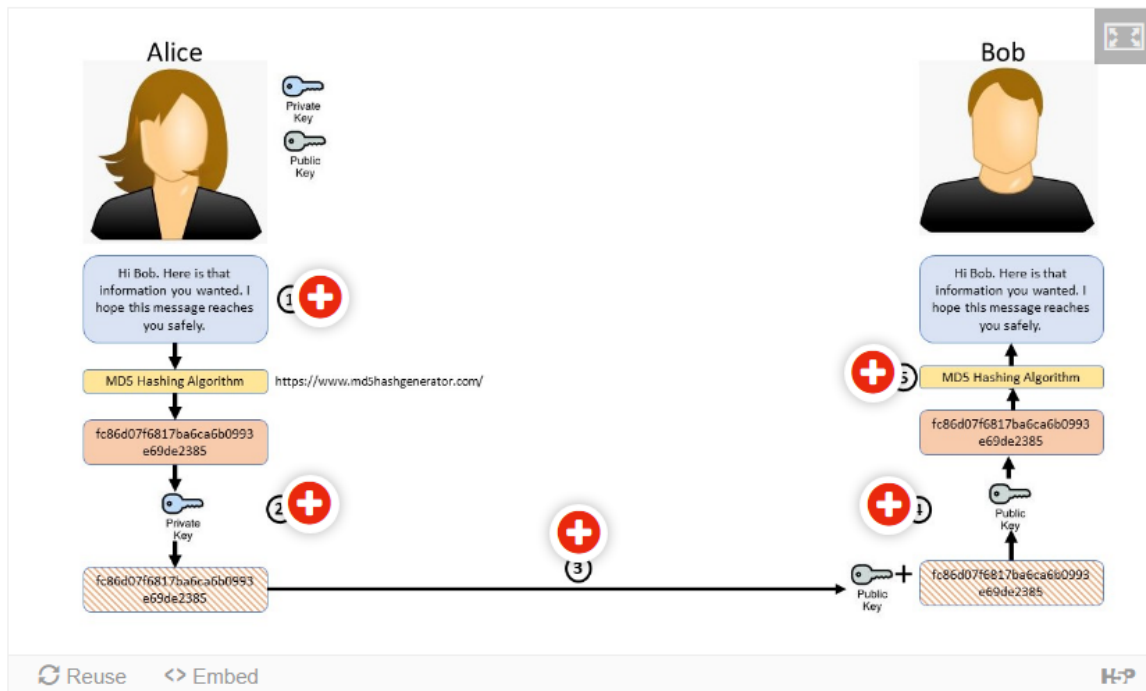 Alice
Bob
Private
Key
Public
Key
Hi Bob. Here is that
information you wanted. I
hope this message reaches
you safely.
1
MD5 Hashing Algorithm
https://www.md5hashgenerator.com/
fc86d07f6817ba6ca6b0993
e69de2385
Private
Key
2
fc86d07f6817ba6ca6b0993
e69de2385
3
Public
Key
+
Hi Bob. Here is that
information you wanted. I
hope this message reaches
you safely.
5
MD5 Hashing Algorithm
fc86d07f6817ba6ca6b0993
e69de2385
4
Public
Key
fc86d07f6817ba6ca6b0993
e69de2385
Reuse
<> Embed
H5P